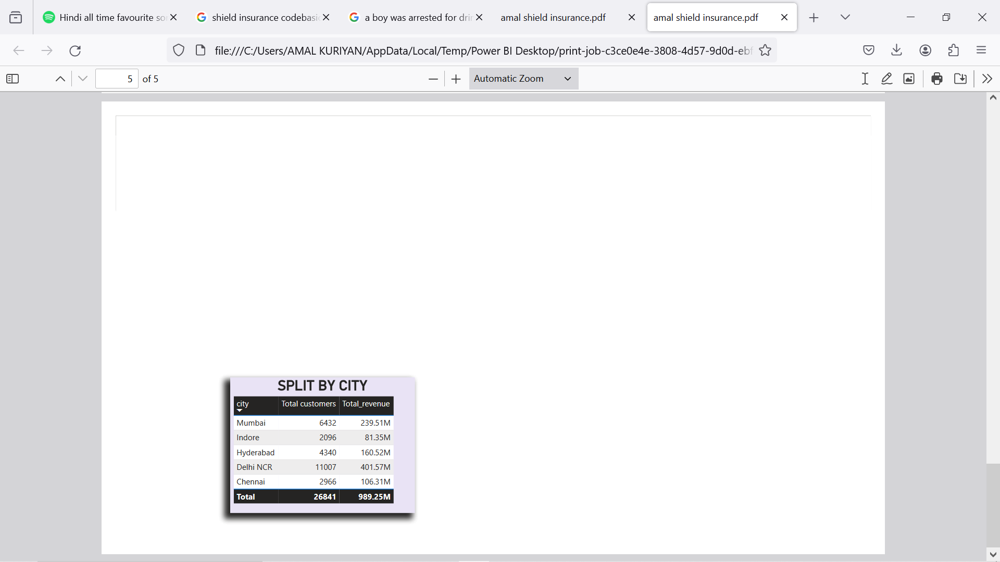 Hindi all time favourite so
shield insurance codebasi
a boy was arrested for drin
amal shield insurance.pdf
amal shield insurance.pdf
file:///C:/Users/AMAL KURIYAN/AppData/Local/Temp/Power BI Desktop/print-job-c3ce0e4e-3808-4d57-9d0d-ebf
5 of 5
Automatic Zoom
SPLIT BY CITY
city Total customers Total_revenue
Mumbai 6432 239.51M
Indore 2096 81.35M
Hyderabad 4340 160.52M
Delhi NCR 11007 401.57M
Chennai 2966 106.31M
Total 26841 989.25M